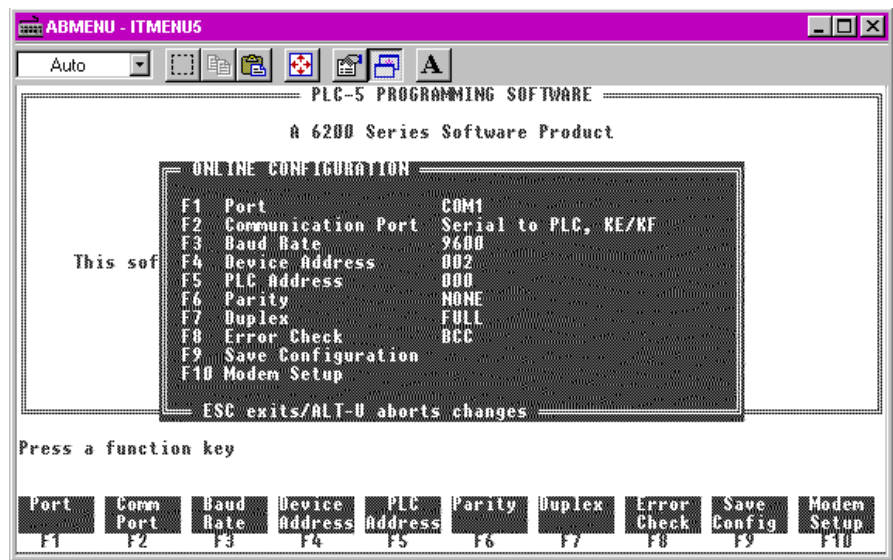 ABMENU - ITMENU5
Auto
A
PLC-5 PROGRAMMING SOFTWARE
A 6200 Series Software Product
This sof
ONLINE CONFIGURATION
F1 Port COM1
F2 Communication Port Serial to PLC, KE/KF
F3 Baud Rate 9600
F4 Device Address 002
F5 PLC Address 000
F6 Parity NONE
F7 Duplex FULL
F8 Error Check BCC
F9 Save Configuration
F10 Modem Setup
ESC exits/ALT-U aborts changes
Press a function key
Port Comm Port Baud Rate Device Address PLC Address Parity Duplex Error Check Save Config Modem Setup
F1 F2 F3 F4 F5 F6 F7 F8 F9 F10